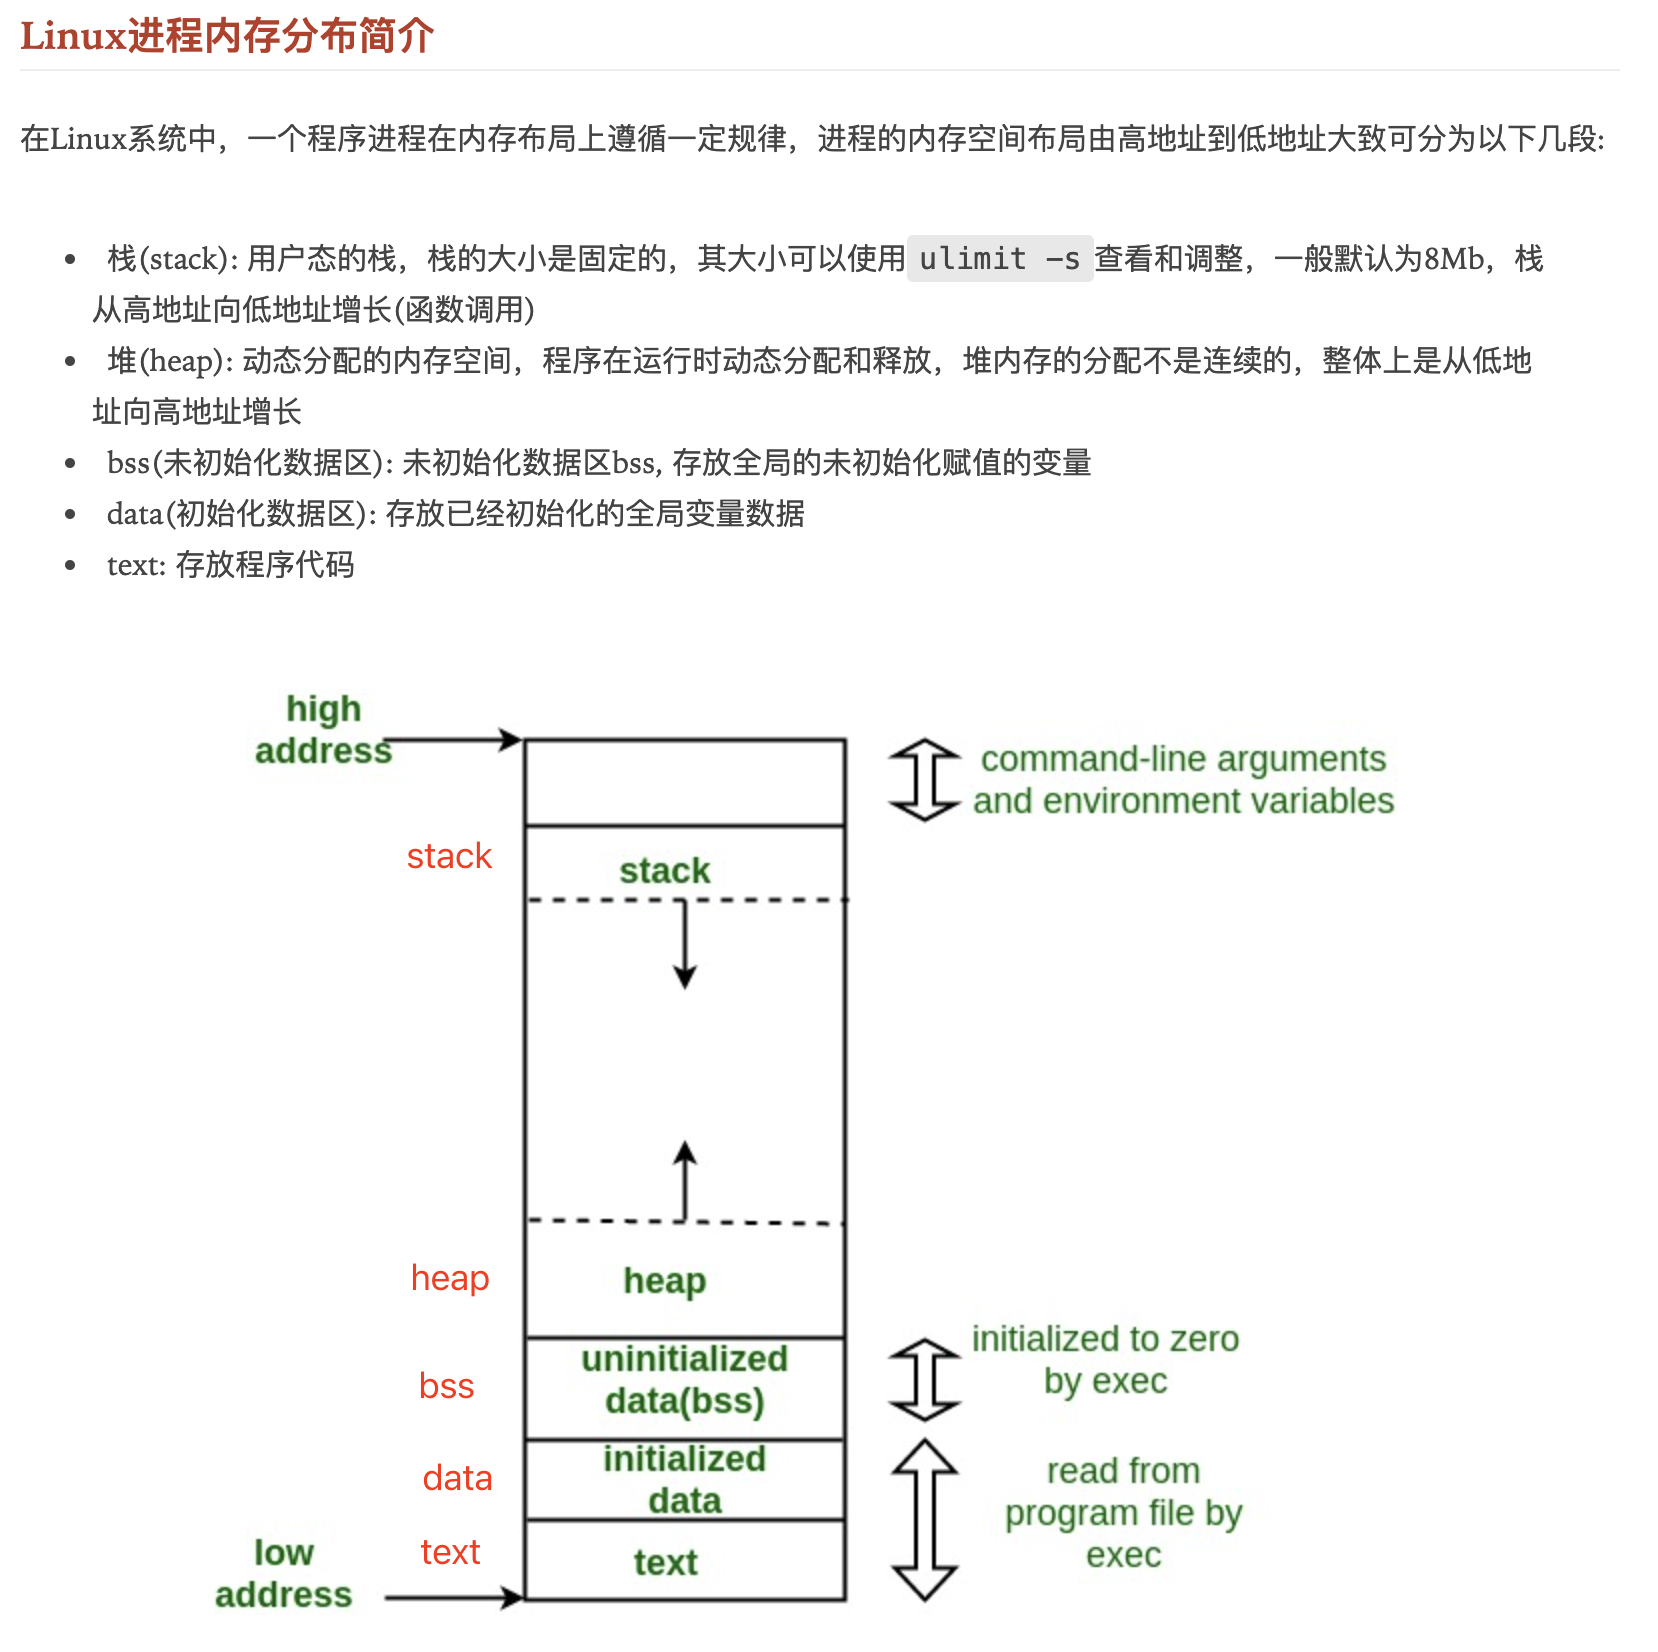 Linux进程内存分布简介
在Linux系统中，一个程序进程在内存布局上遵循一定规律，进程的内存空间布局由高地址到低地址大致可分为以下几段:
栈(stack): 用户态的栈，栈的大小是固定的，其大小可以使用 ulimit -s 查看和调整，一般默认为8Mb，栈
从高地址向低地址增长(函数调用)
堆(heap): 动态分配的内存空间，程序在运行时动态分配和释放，堆内存的分配不是连续的，整体上是从低地
址向高地址增长
bss(未初始化数据区): 未初始化数据区bss, 存放全局的未初始化赋值的变量
data(初始化数据区): 存放已经初始化的全局变量数据
text: 存放程序代码
high
address
command-line arguments
and environment variables
stack
stack
heap
heap
bss
uninitialized
data(bss)
initialized to zero
by exec
data
initialized
data
read from
program file by
exec
text
text
low
address